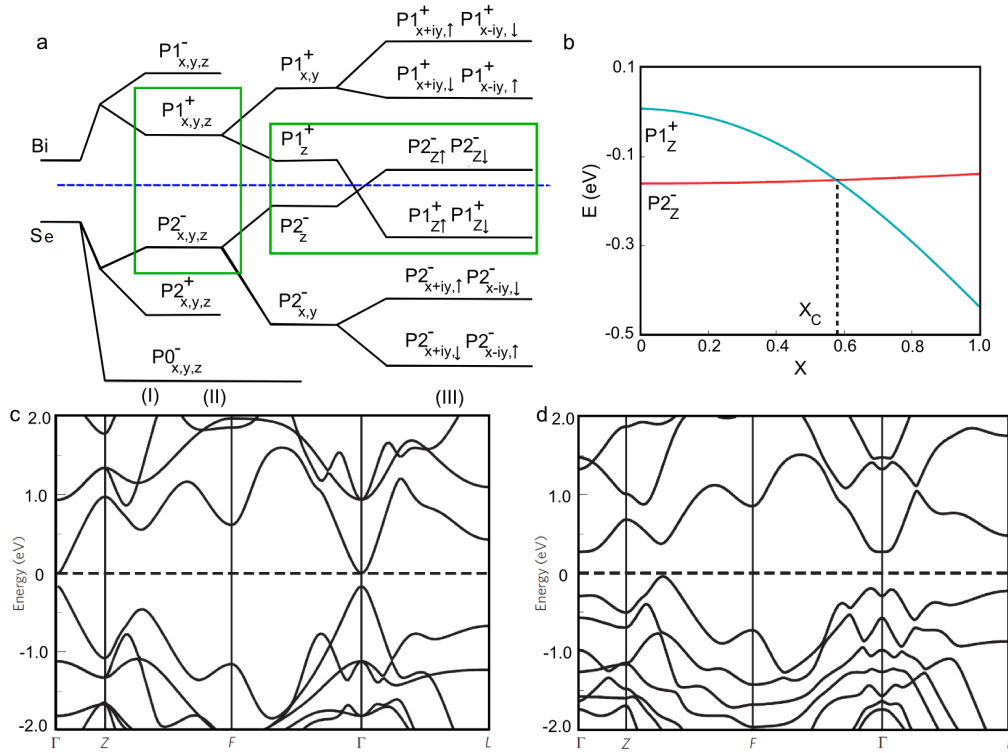 a
P1⁺x+iy,↑ P1⁺x-iy,↓
P1⁻x,y,z
P1⁺x,y
P1⁺x+iy,↓ P1⁺x-iy,↑
P1⁺x,y,z
Bi
P1⁺z
P2⁻Z↑ P2⁻Z↓
Se
P2⁻x,y,z
P2⁻z
P1⁺Z↑ P1⁺Z↓
P2⁺x,y,z
P2⁻x+iy,↑ P2⁻x-iy,↓
P2⁻x,y
P0⁻x,y,z
P2⁻x+iy,↓ P2⁻x-iy,↑
(I) (II) (III)
b
0.1
-0.1
-0.3
-0.5
E (eV)
P1⁺Z
P2⁻Z
XC
0 0.2 0.4 0.6 0.8 1.0
X
c
2.0
1.0
0
-1.0
-2.0
Energy (eV)
Γ Z F Γ L
d
2.0
1.0
0
-1.0
-2.0
Energy (eV)
Γ Z F Γ